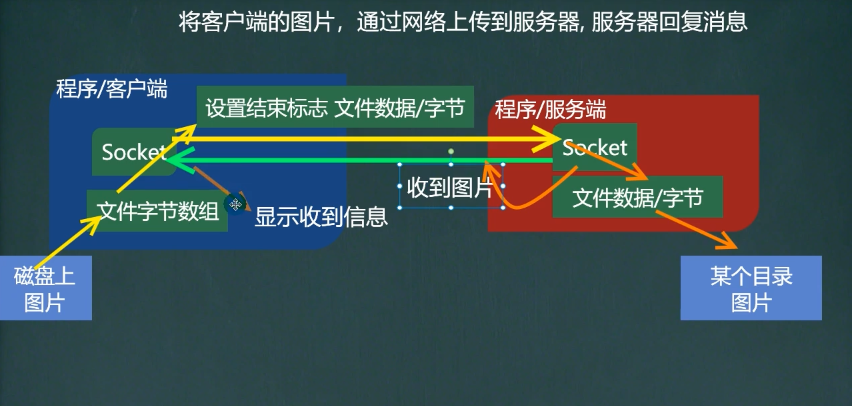 将客户端的图片，通过网络上传到服务器, 服务器回复消息
程序/客户端
设置结束标志 文件数据/字节
程序/服务端
Socket
Socket
收到图片
文件字节数组
显示收到信息
文件数据/字节
磁盘上
图片
某个目录
图片